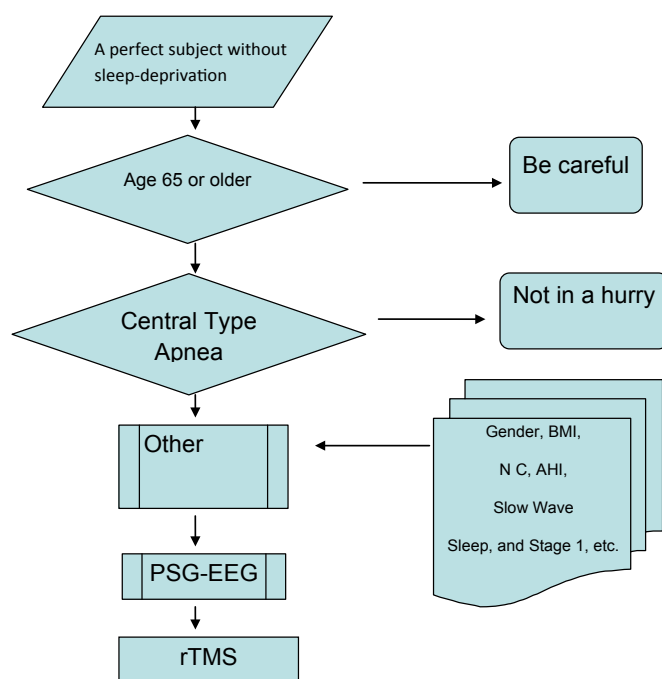 A perfect subject without
sleep-deprivation
Age 65 or older
Be careful
Central Type
Apnea
Not in a hurry
Other
Gender, BMI,
N C, AHI,
Slow Wave
Sleep, and Stage 1, etc.
PSG-EEG
rTMS